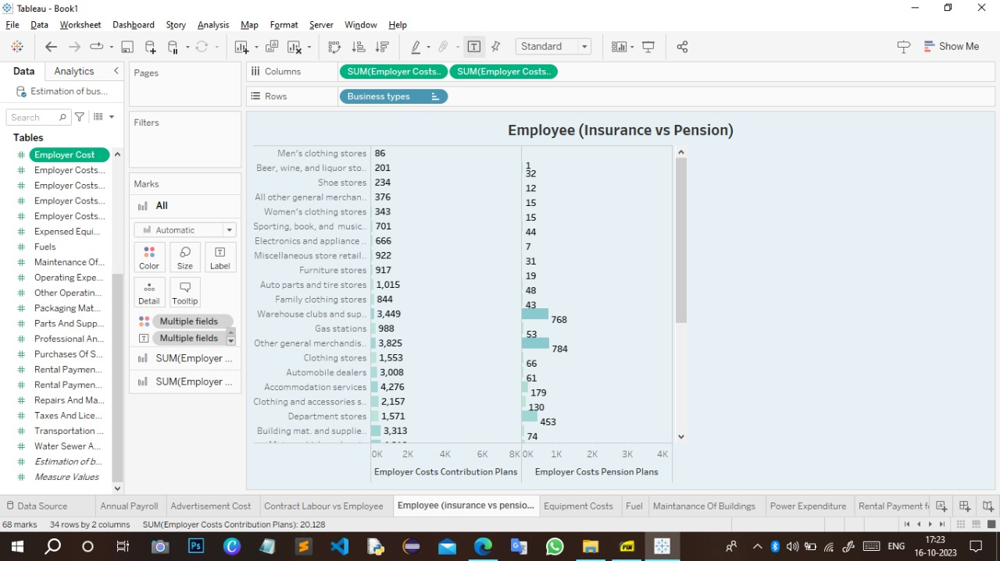 Tableau - Book1
File Data Worksheet Dashboard Story Analysis Map Format Server Window Help
Standard
Show Me
Data Analytics
Estimation of bus...
Search
Tables
Employer Cost
Employer Costs...
Employer Costs...
Employer Costs...
Employer Costs...
Expensed Equi...
Fuels
Maintenance Of...
Operating Expe...
Other Operatin...
Packaging Mat...
Parts And Supp...
Professional An...
Purchases Of S...
Rental Paymen...
Rental Paymen...
Repairs And Ma...
Taxes And Lice...
Transportation ...
Water Sewer A...
Estimation of b...
Measure Values
Pages
Filters
Marks
All
Automatic
Color Size Label
Detail Tooltip
Multiple fields
Multiple fields
SUM(Employer ...
SUM(Employer ...
Columns SUM(Employer Costs.. SUM(Employer Costs..
Rows Business types
Employee (Insurance vs Pension)
Men's clothing stores 86
Beer, wine, and liquor sto.. 201 1
Shoe stores 234 32
All other general merchan.. 376 12
Women's clothing stores 343 15
Sporting, book, and music.. 701 15
Electronics and appliance .. 666 44
Miscellaneous store retail.. 922 7
Furniture stores 917 31
Auto parts and tire stores 1,015 19
Family clothing stores 844 48
Warehouse clubs and sup.. 3,449 43
Gas stations 988 768
Other general merchandis.. 3,825 53
Clothing stores 1,553 784
Automobile dealers 3,008 66
Accommodation services 4,276 61
Clothing and accessories s.. 2,157 179
Department stores 1,571 130
Building mat. and supplie.. 3,313 453
74
0K 2K 4K 6K 8K 0K 1K 2K 3K 4K
Employer Costs Contribution Plans Employer Costs Pension Plans
Data Source Annual Payroll Advertisement Cost Contract Labour vs Employee Employee (insurance vs pensio... Equipment Costs Fuel Maintanance Of Buildings Power Expenditure Rental Payment f
68 marks 34 rows by 2 columns SUM(Employer Costs Contribution Plans): 20,128
ENG
17:23
16-10-2023